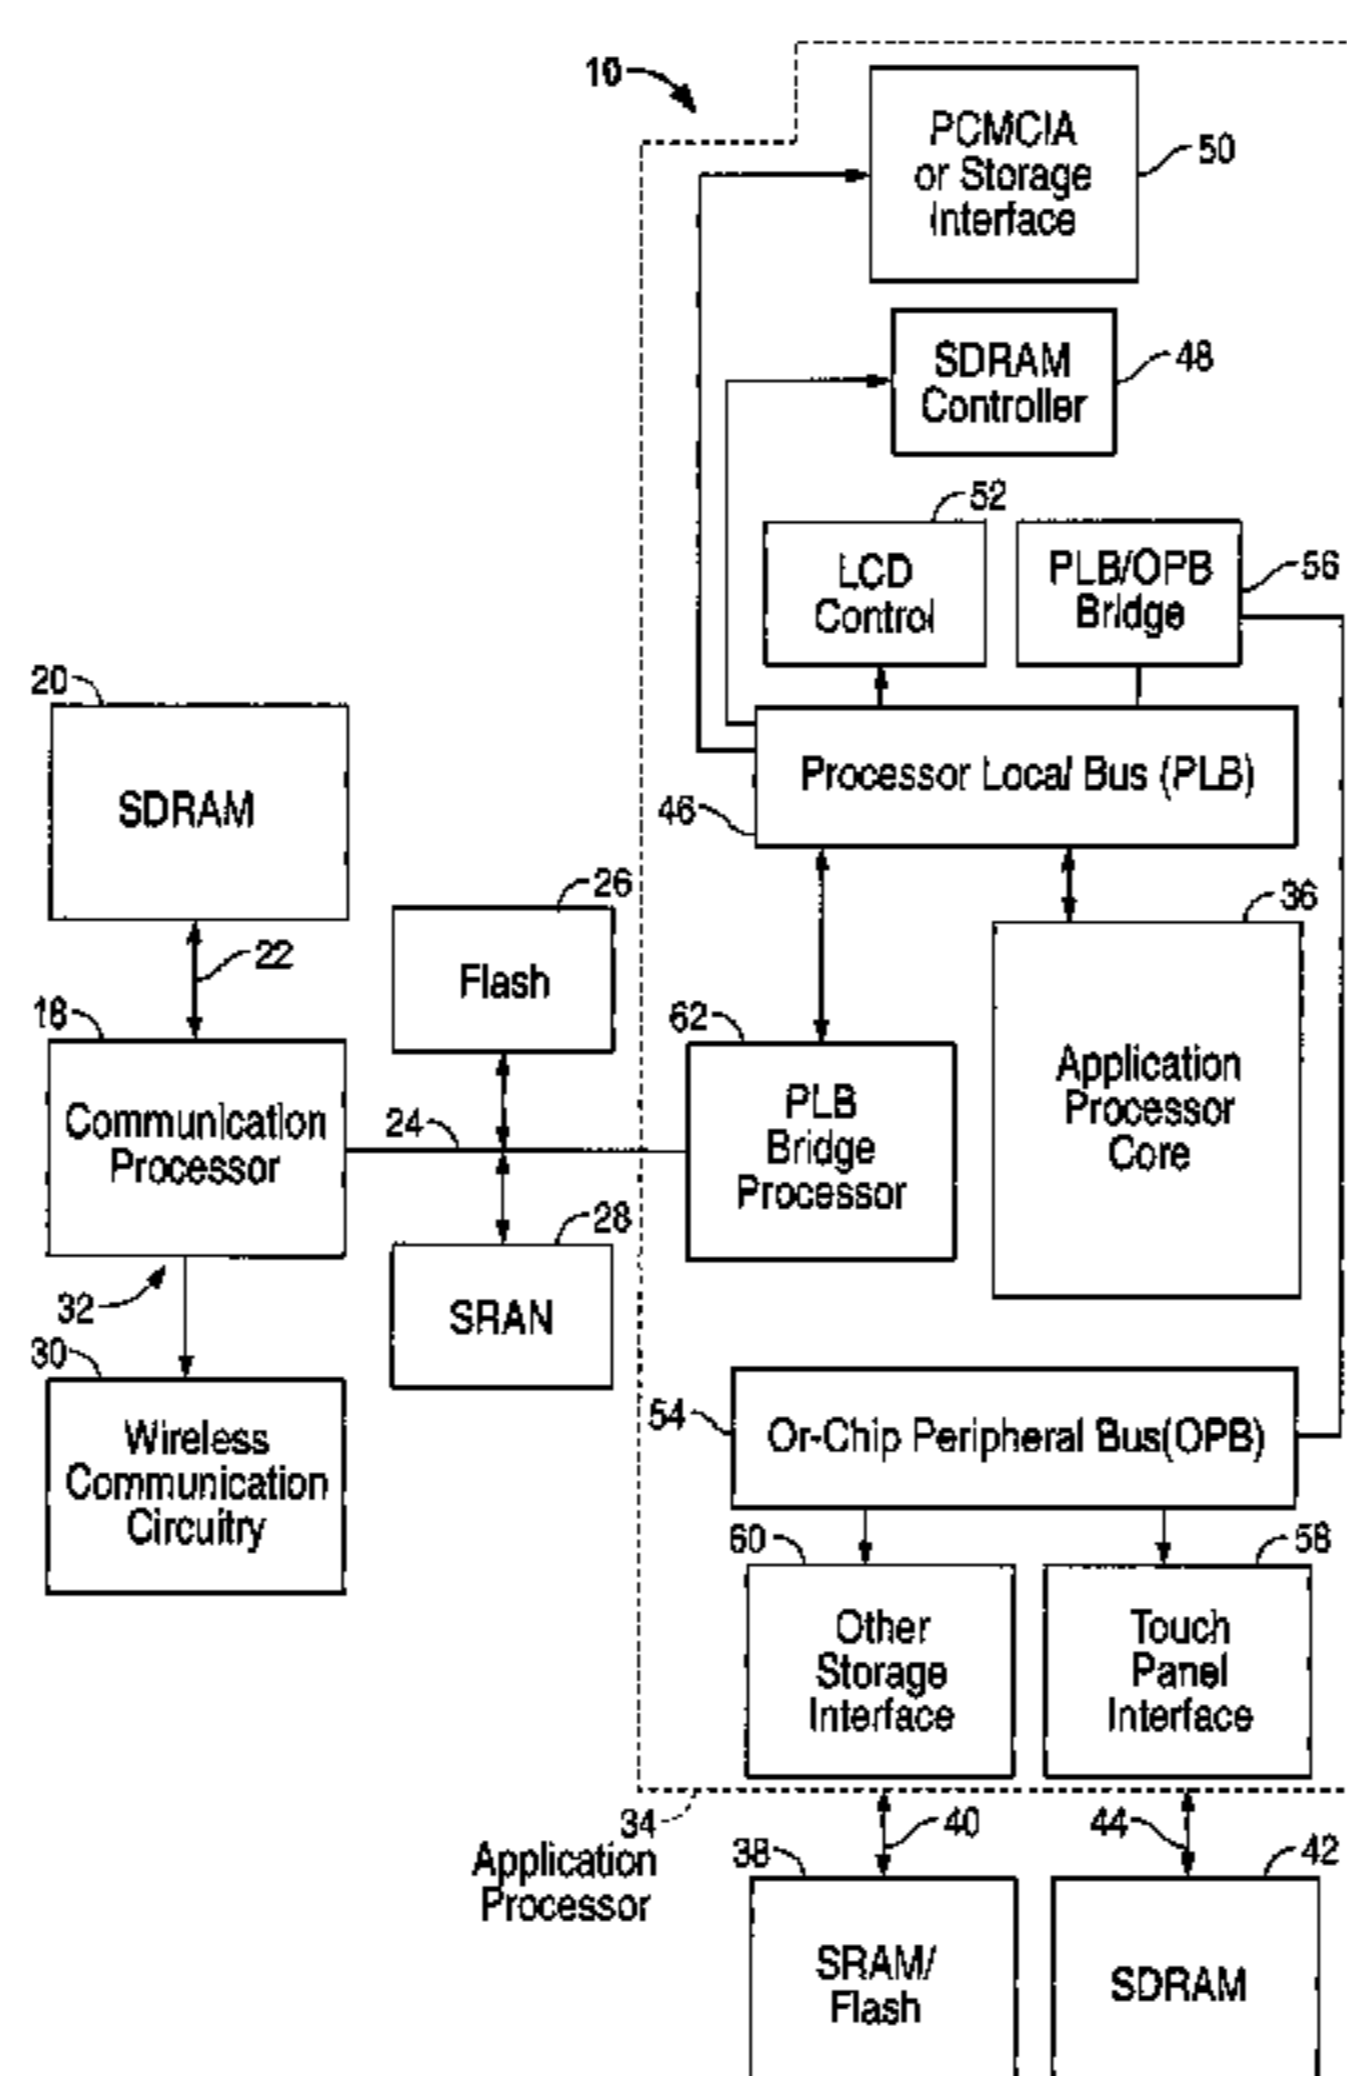 10
PCMCIA
or Storage
Interface
50
SDRAM
Controller
48
52
LCD
Control
PLB/OPB
Bridge
56
Processor Local Bus (PLB)
46
20
SDRAM
22
26
Flash
36
Application
Processor
Core
18
Communication
Processor
24
62
PLB
Bridge
Processor
28
SRAN
32
30
Wireless
Communication
Circuitry
54
Or-Chip Peripheral Bus(OPB)
60
Other
Storage
Interface
58
Touch
Panel
Interface
34
Application
Processor
40
44
38
SRAM/
Flash
42
SDRAM